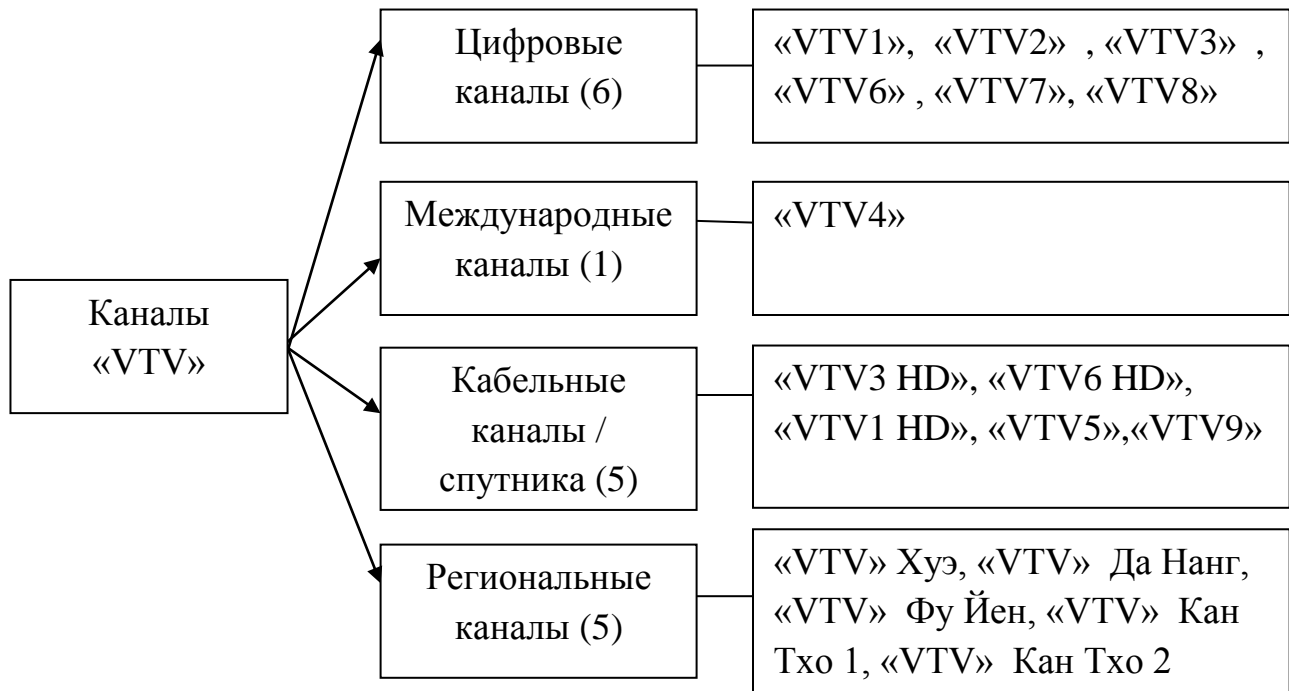 Каналы
«VTV»
Цифровые
каналы (6)
«VTV1», «VTV2» , «VTV3» ,
«VTV6» , «VTV7», «VTV8»
Международные
каналы (1)
«VTV4»
Кабельные
каналы /
спутника (5)
«VTV3 HD», «VTV6 HD»,
«VTV1 HD», «VTV5»,«VTV9»
Региональные
каналы (5)
«VTV» Хуэ, «VTV» Да Нанг,
«VTV» Фу Йен, «VTV» Кан
Тхо 1, «VTV» Кан Тхо 2